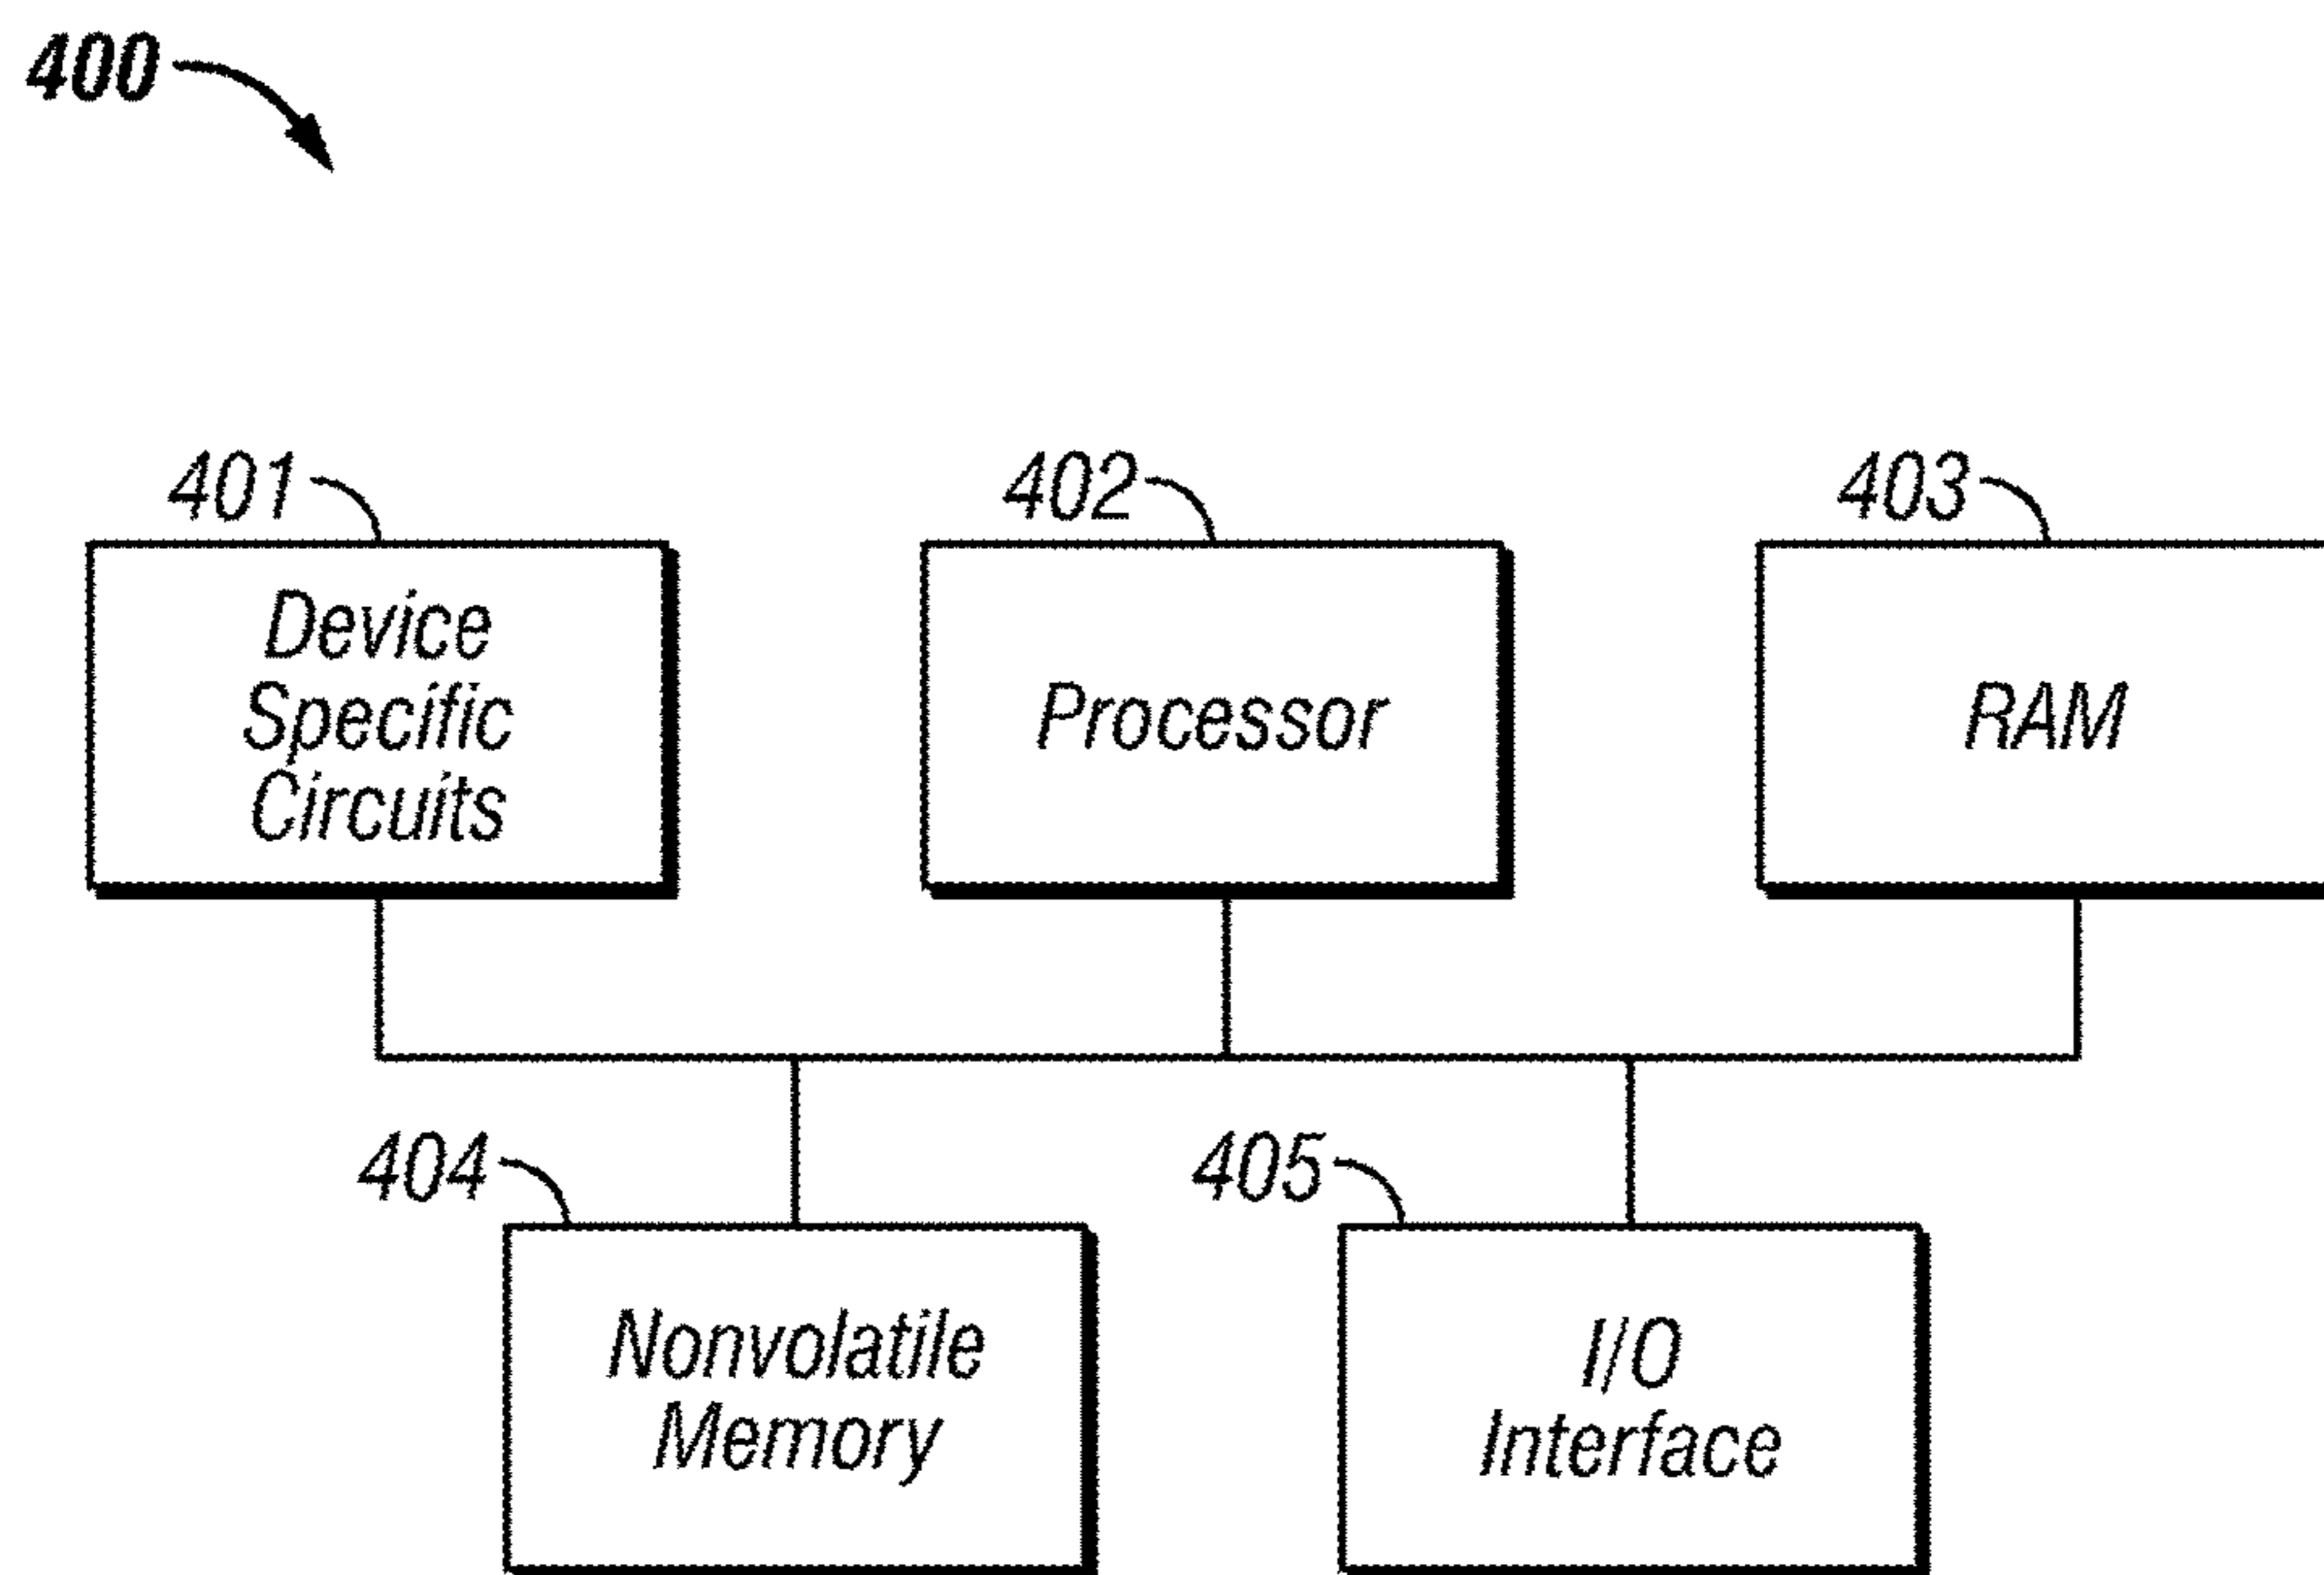 400
401
402
403
Device
Specific
Circuits
Processor
RAM
404
405
Nonvolatile
Memory
I/O
Interface